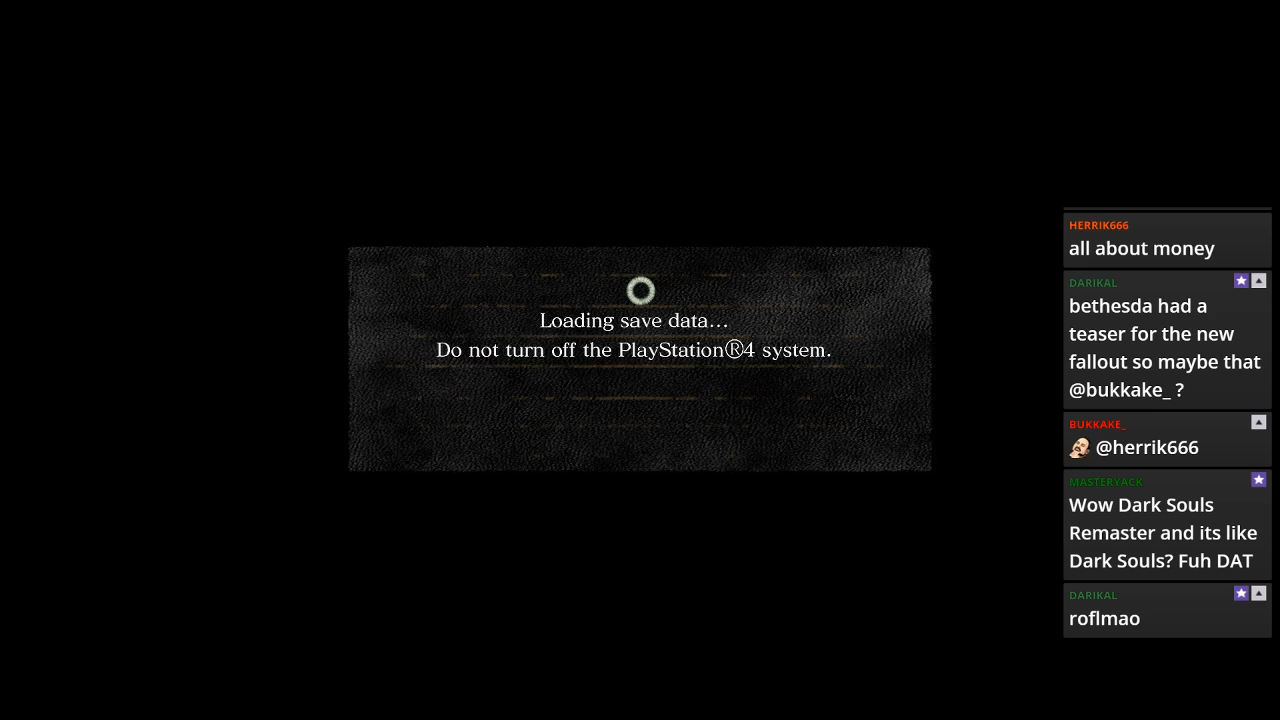 Loading save data...
Do not turn off the PlayStation®4 system.
HERRIK666
all about money
DARIKAL
bethesda had a
teaser for the new
fallout so maybe that
@bukkake_ ?
BUKKAKE_
@herrik666
MASTERYACK
Wow Dark Souls
Remaster and its like
Dark Souls? Fuh DAT
DARIKAL
roflmao